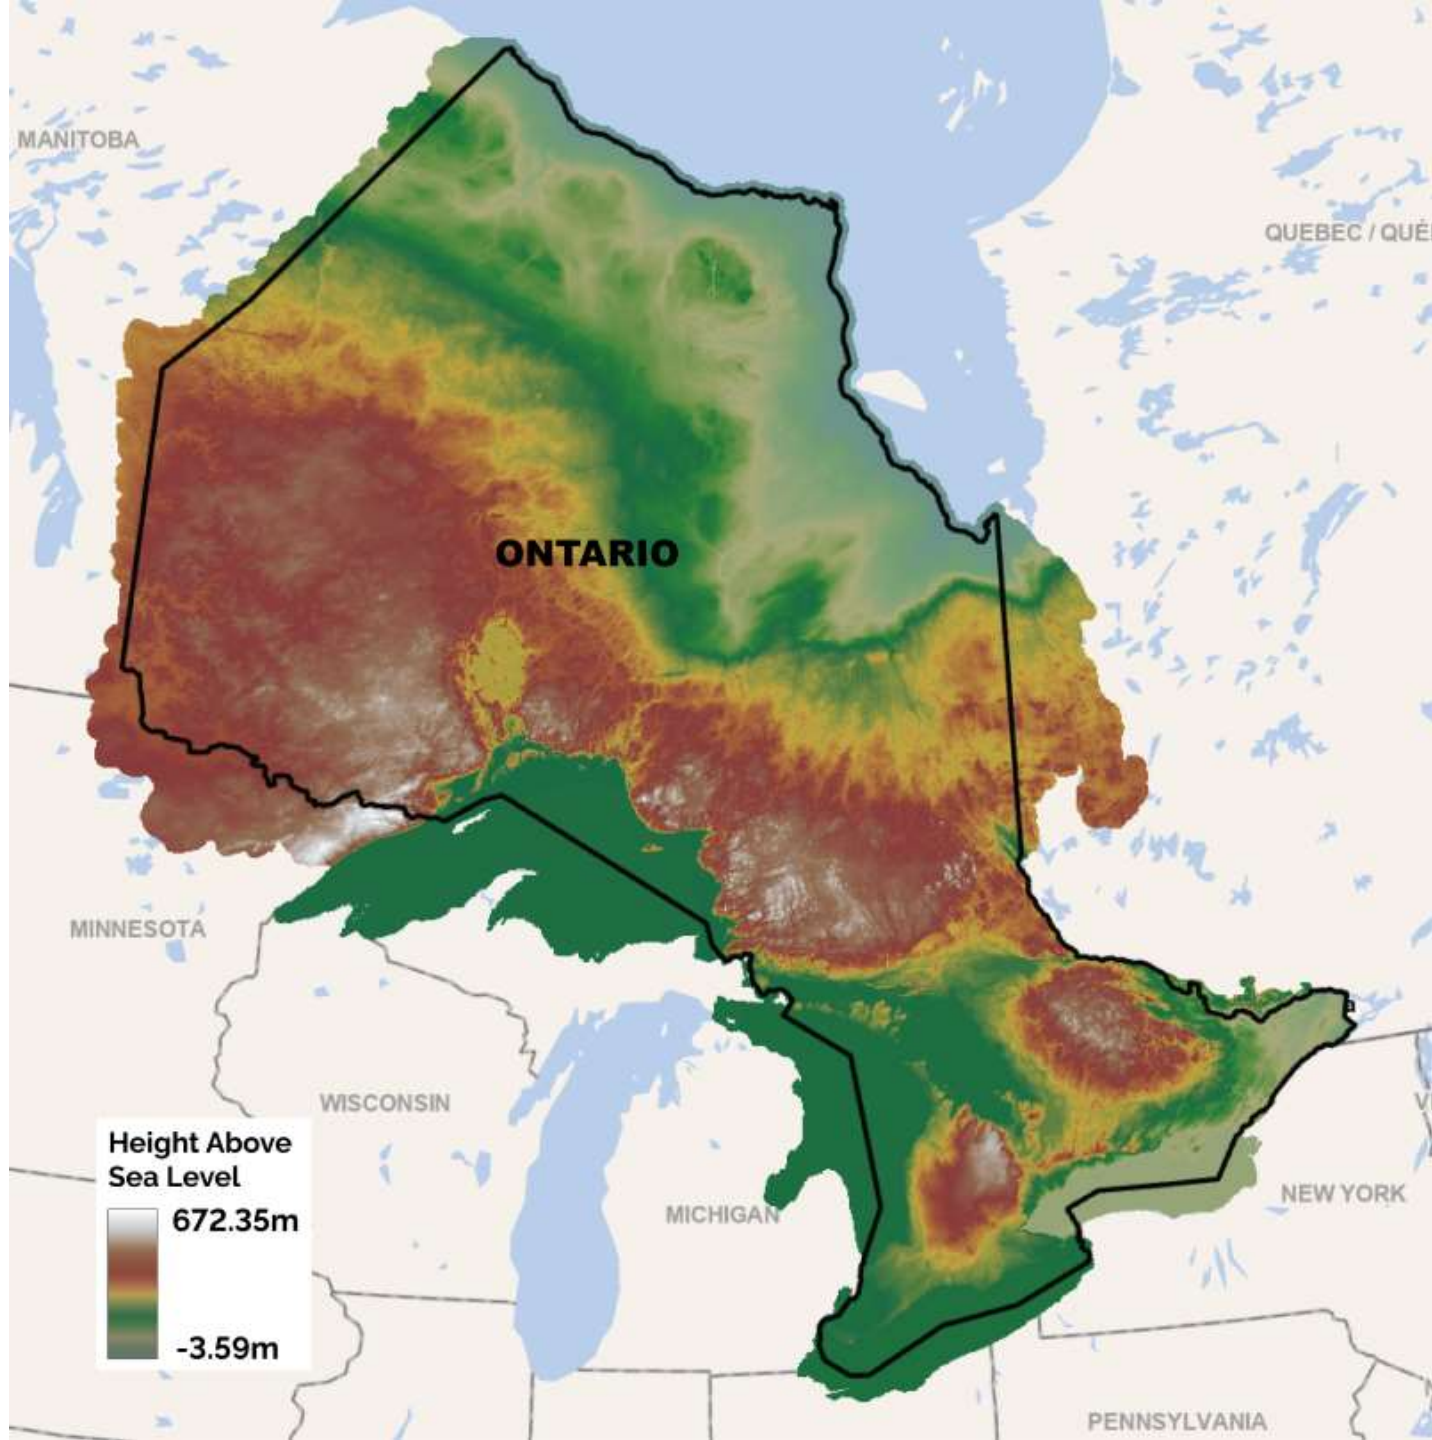 MANITOBA
QUEBEC / QUÉ
ONTARIO
MINNESOTA
WISCONSIN
Height Above
Sea Level
672.35m
-3.59m
MICHIGAN
NEW YORK
PENNSYLVANIA